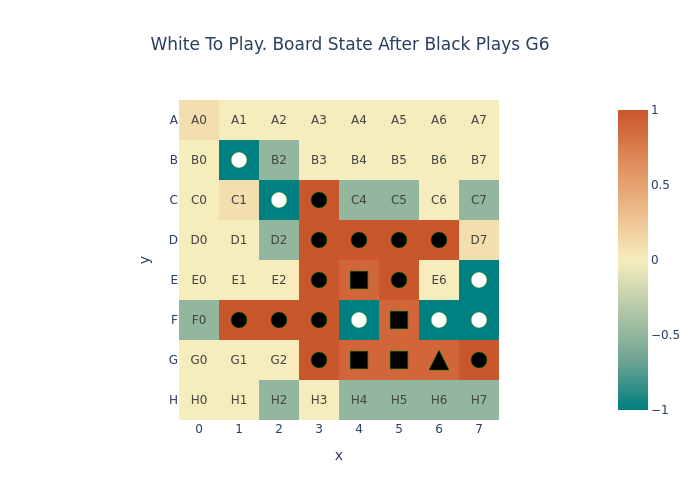 White To Play. Board State After Black Plays G6
A A0 A1 A2 A3 A4 A5 A6 A7
B B0 B2 B3 B4 B5 B6 B7
C C0 C1 C4 C5 C6 C7
D D0 D1 D2 D7
E E0 E1 E2 E6
F F0
G G0 G1 G2
H H0 H1 H2 H3 H4 H5 H6 H7
0 1 2 3 4 5 6 7
x
y
1
0.5
0
−0.5
−1